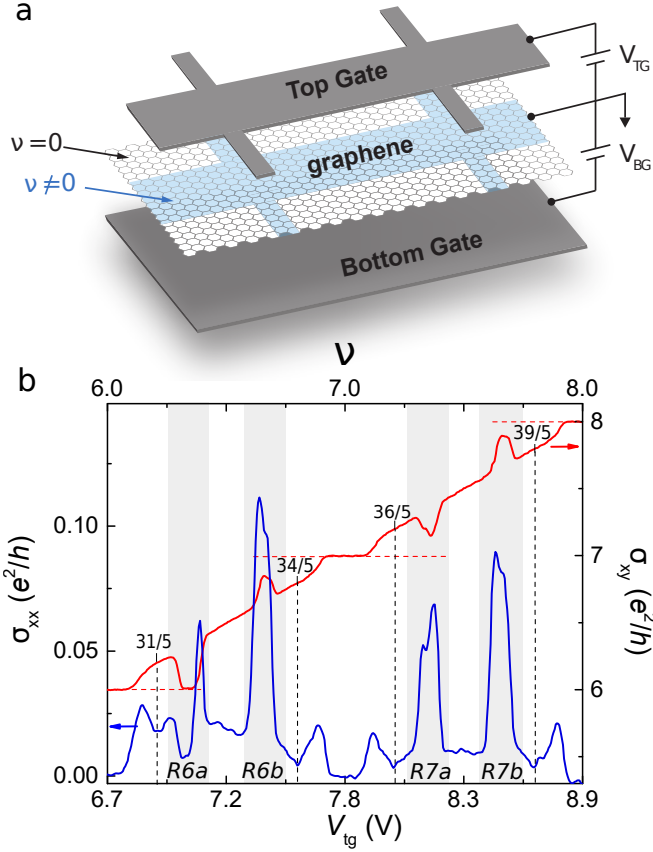 a
Top Gate
V_TG
ν = 0
graphene
ν ≠ 0
V_BG
Bottom Gate
ν
b
6.0 7.0 8.0
39/5
8
36/5
0.10
34/5
7
σ_xx (e²/h)
σ_xy (e²/h)
0.05
31/5
6
0.00
R6a R6b R7a R7b
6.7 7.2 7.8 8.3 8.9
V_tg (V)